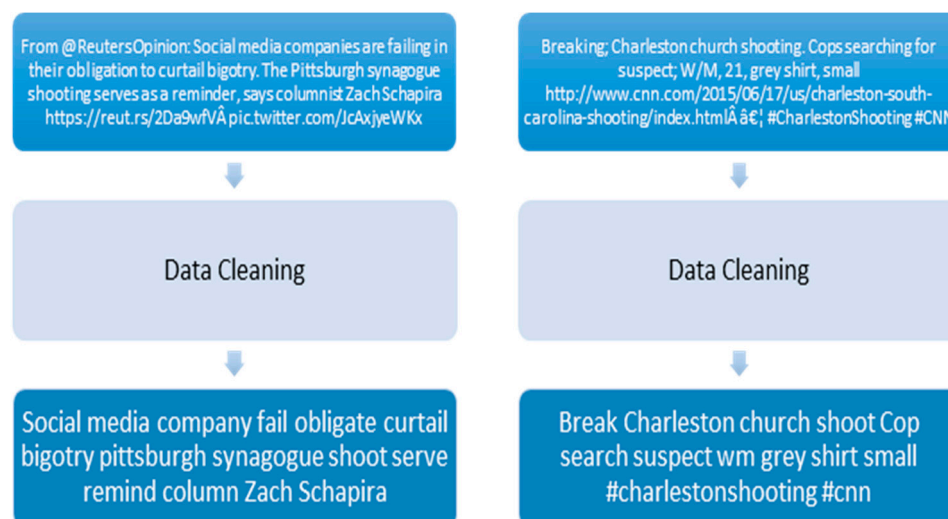 From @ReutersOpinion: Social media companies are failing in
their obligation to curtail bigotry. The Pittsburgh synagogue
shooting serves as a reminder, says columnist Zach Schapira
https://reut.rs/2Da9wfVÂ pic.twitter.com/JcAxjyeWKx
Data Cleaning
Social media company fail obligate curtail
bigotry pittsburgh synagogue shoot serve
remind column Zach Schapira
Breaking; Charleston church shooting. Cops searching for
suspect; W/M, 21, grey shirt, small
http://www.cnn.com/2015/06/17/us/charleston-south-
carolina-shooting/index.htmlÂ â€¦ #CharlestonShooting #CNN
Data Cleaning
Break Charleston church shoot Cop
search suspect wm grey shirt small
#charlestonshooting #cnn